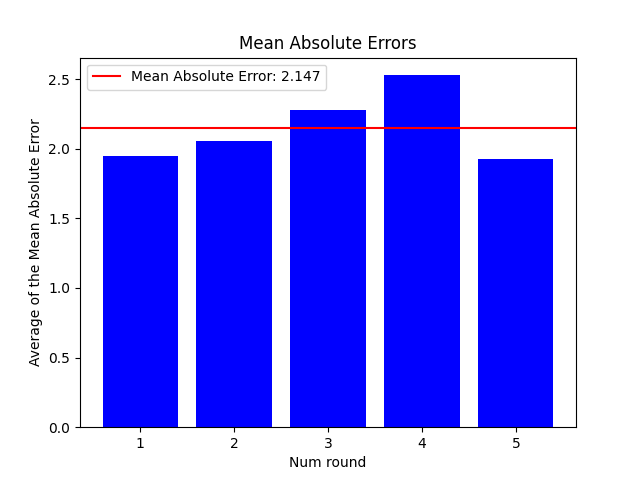 Mean Absolute Errors
Mean Absolute Error: 2.147
Average of the Mean Absolute Error
2.5
2.0
1.5
1.0
0.5
0.0
1 2 3 4 5
Num round